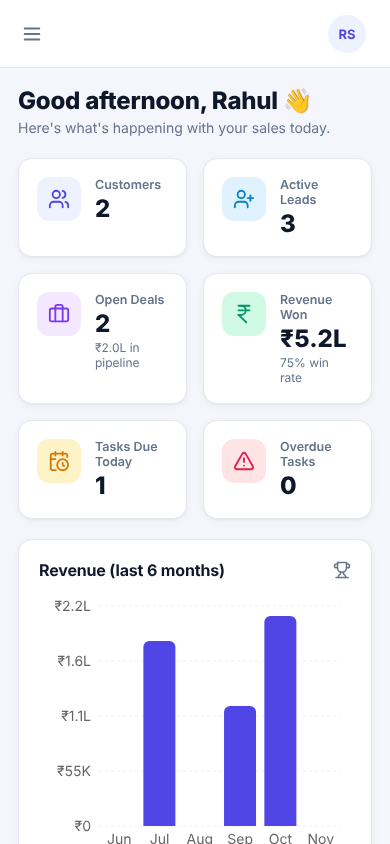 RS
Good afternoon, Rahul 👋
Here's what's happening with your sales today.
Customers
2
Active
Leads
3
Open Deals
2
₹2.0L in
pipeline
Revenue
Won
₹5.2L
75% win
rate
Tasks Due
Today
1
Overdue
Tasks
0
Revenue (last 6 months)
₹2.2L
₹1.6L
₹1.1L
₹55K
₹0
Jun Jul Aug Sep Oct Nov